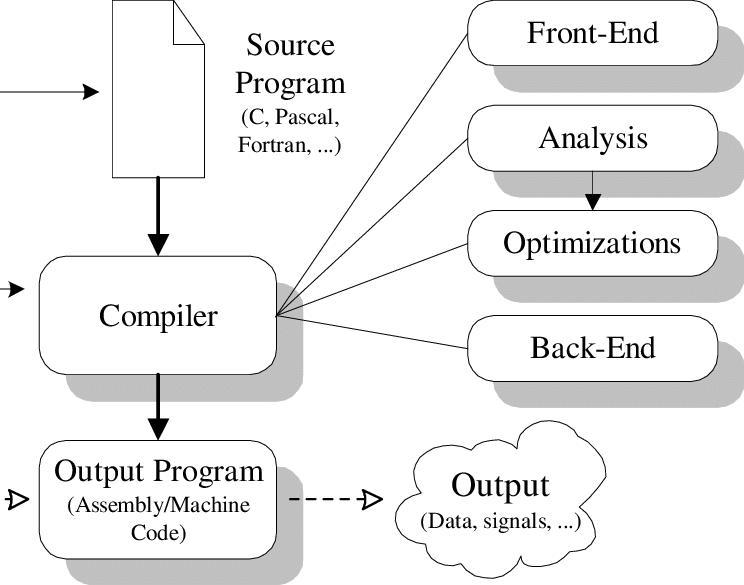 Source
Program
(C, Pascal,
Fortran, ...)
Front-End
Analysis
Optimizations
Back-End
Compiler
Output Program
(Assembly/Machine
Code)
Output
(Data, signals, ...)